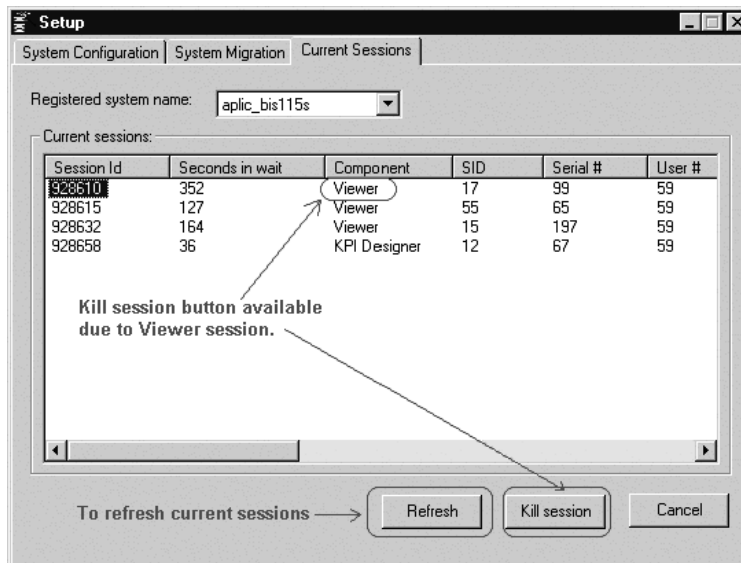 Setup
System Configuration System Migration Current Sessions
Registered system name: aplic_bis115s
Current sessions:
Session Id Seconds in wait Component SID Serial # User #
928610 352 Viewer 17 99 59
928615 127 Viewer 55 65 59
928632 164 Viewer 15 197 59
928658 36 KPI Designer 12 67 59
Kill session button available
due to Viewer session.
To refresh current sessions Refresh Kill session Cancel